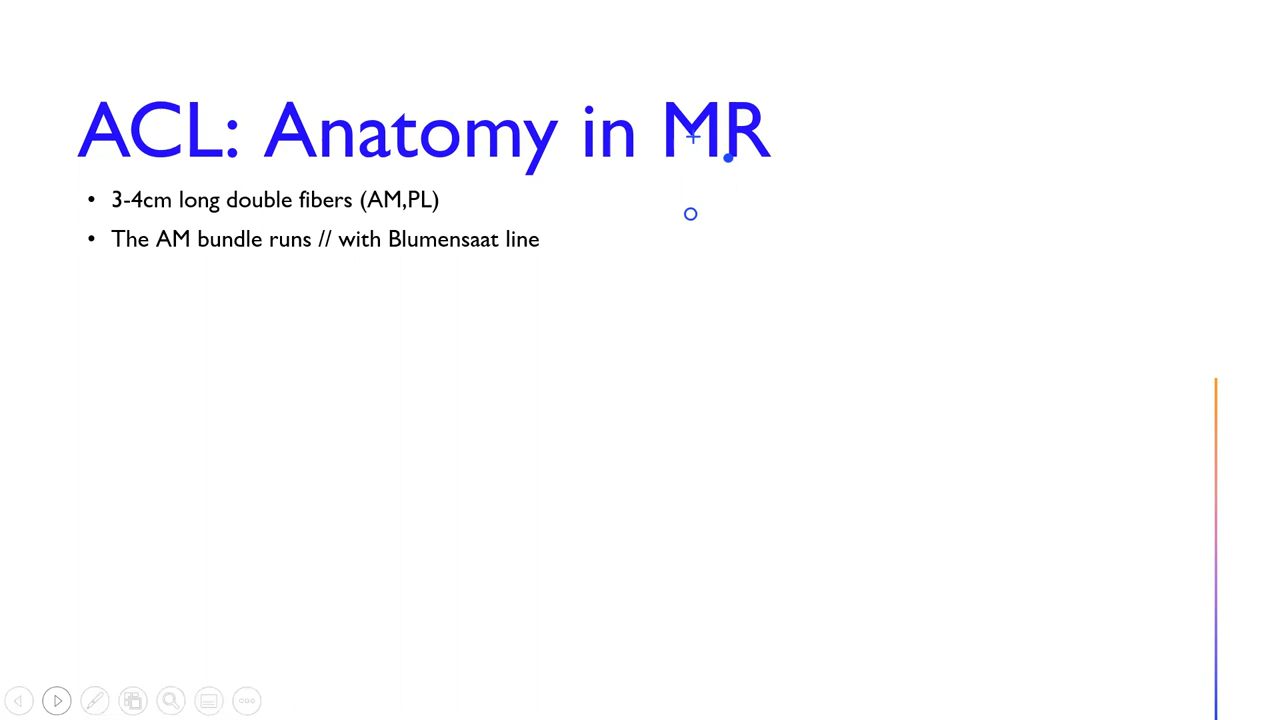 ACL: Anatomy in MR
• 3-4cm long double fibers (AM,PL)
• The AM bundle runs // with Blumensaat line